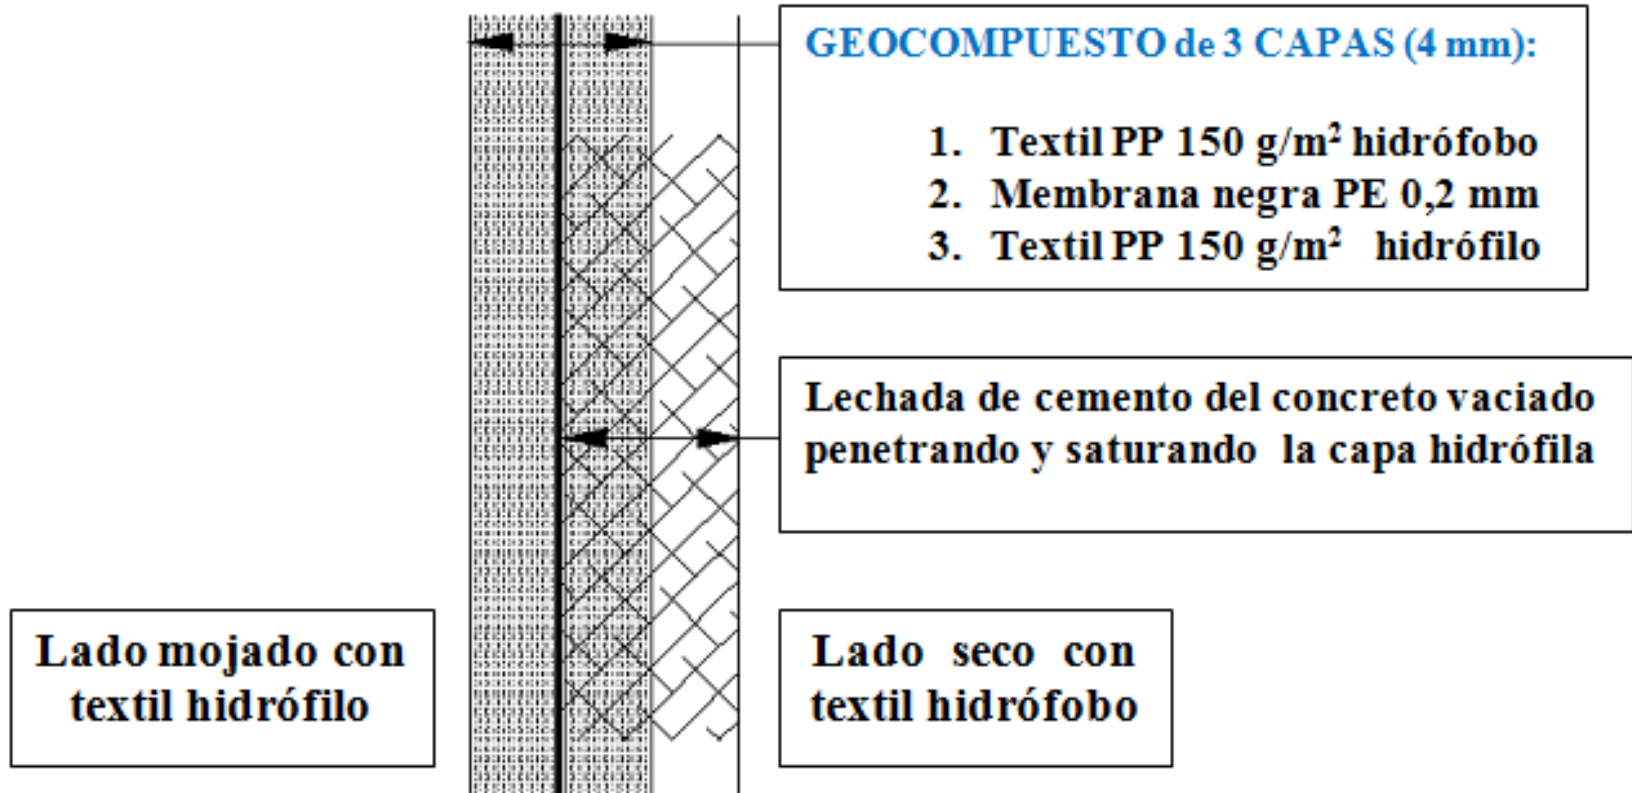 GEOCOMPUESTO de 3 CAPAS (4 mm):
1. Textil PP 150 g/m² hidrófobo
2. Membrana negra PE 0,2 mm
3. Textil PP 150 g/m² hidrófilo
Lechada de cemento del concreto vaciado
penetrando y saturando la capa hidrófila
Lado mojado con
textil hidrófilo
Lado seco con
textil hidrófobo